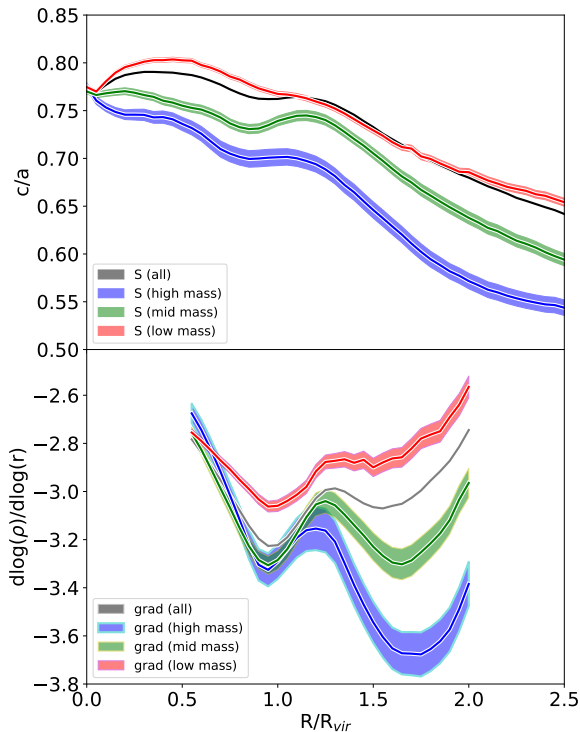 0.85
0.80
0.75
0.70
0.65
0.60
0.55
0.50
c/a
S (all)
S (high mass)
S (mid mass)
S (low mass)
−2.6
−2.8
−3.0
−3.2
−3.4
−3.6
−3.8
dlog(ρ)/dlog(r)
grad (all)
grad (high mass)
grad (mid mass)
grad (low mass)
0.0 0.5 1.0 1.5 2.0 2.5
R/R_vir